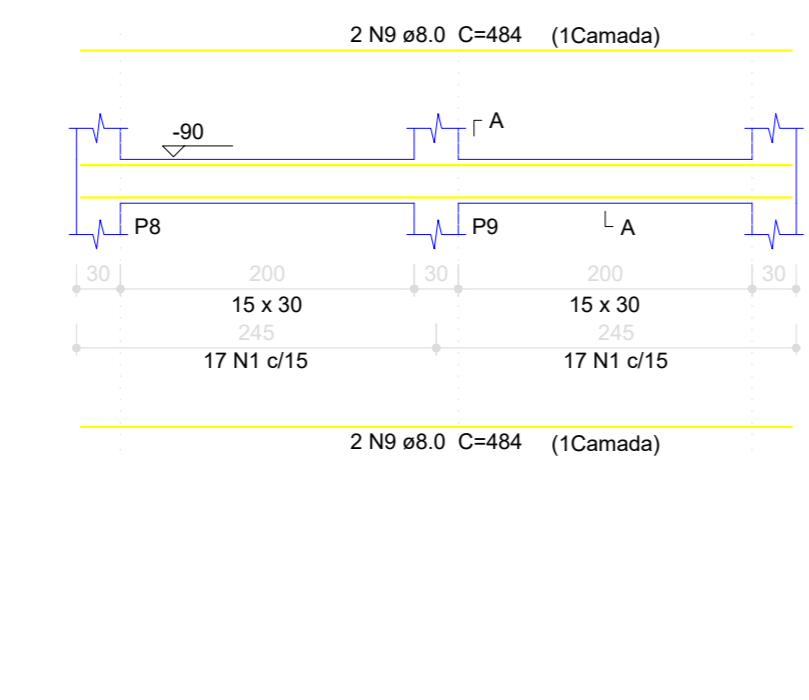 2 N9 ø8.0 C=484 (1Camada)
A
-90
P8 P9 A
30 200 30 200 30
15 x 30 15 x 30
245 245
17 N1 c/15 17 N1 c/15
2 N9 ø8.0 C=484 (1Camada)